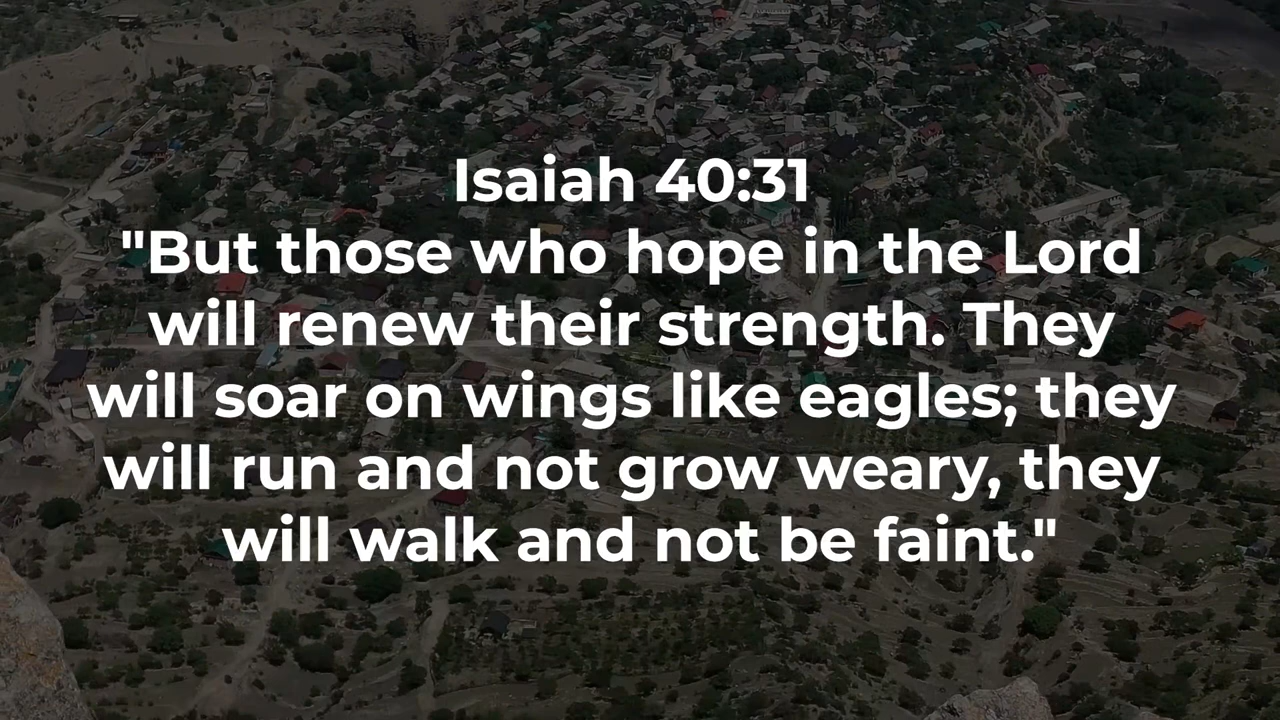 Isaiah 40:31
"But those who hope in the Lord
will renew their strength. They
will soar on wings like eagles; they
will run and not grow weary, they
will walk and not be faint."